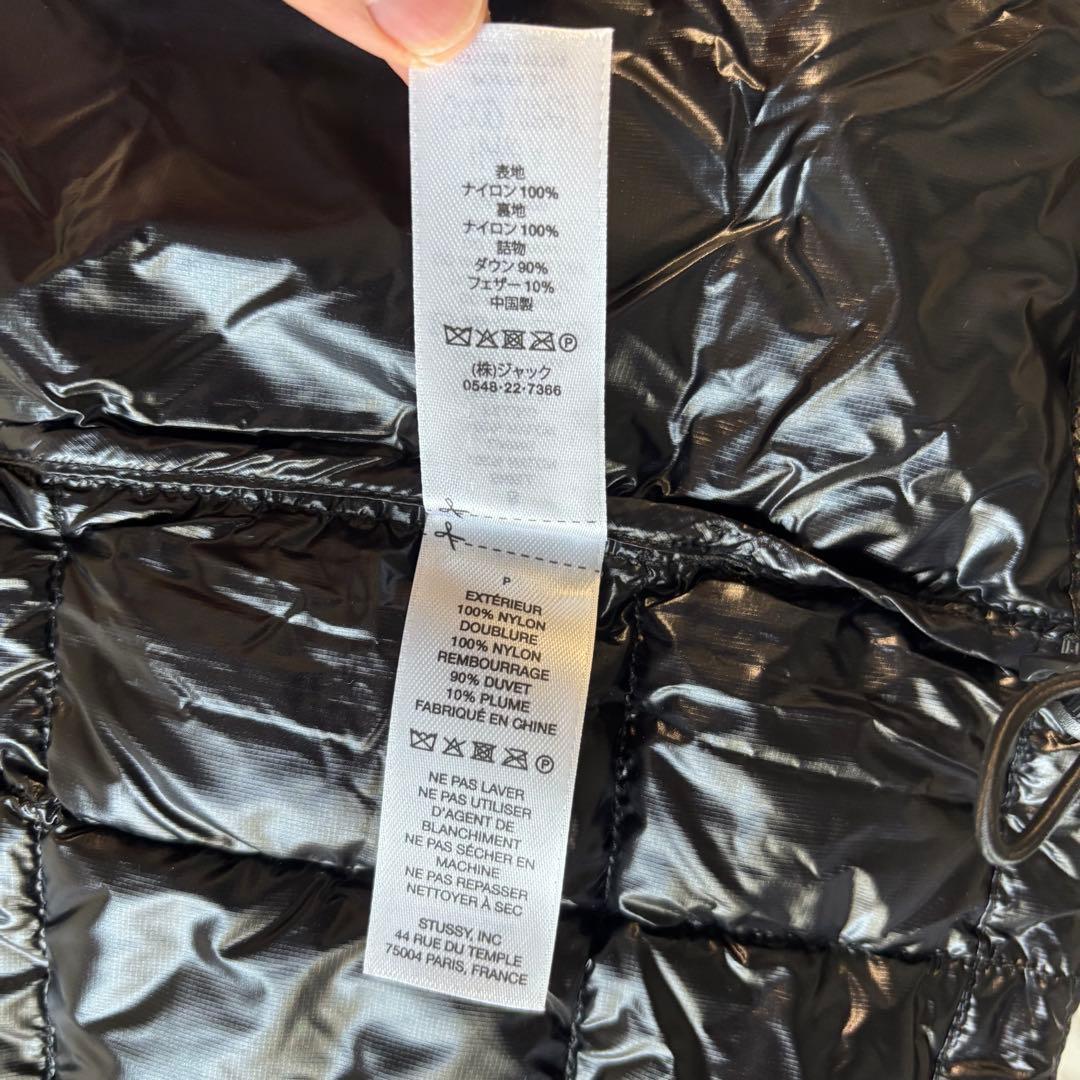 表地
ナイロン 100%
裏地
ナイロン 100%
詰物
ダウン 90%
フェザー 10%
中国製
(株)ジャック
0548-22-7366
P
EXTÉRIEUR
100% NYLON
DOUBLURE
100% NYLON
REMBOURRAGE
90% DUVET
10% PLUME
FABRIQUÉ EN CHINE
NE PAS LAVER
NE PAS UTILISER
D'AGENT DE
BLANCHIMENT
NE PAS SÉCHER EN
MACHINE
NE PAS REPASSER
NETTOYER À SEC
STUSSY, INC
44 RUE DU TEMPLE
75004 PARIS, FRANCE